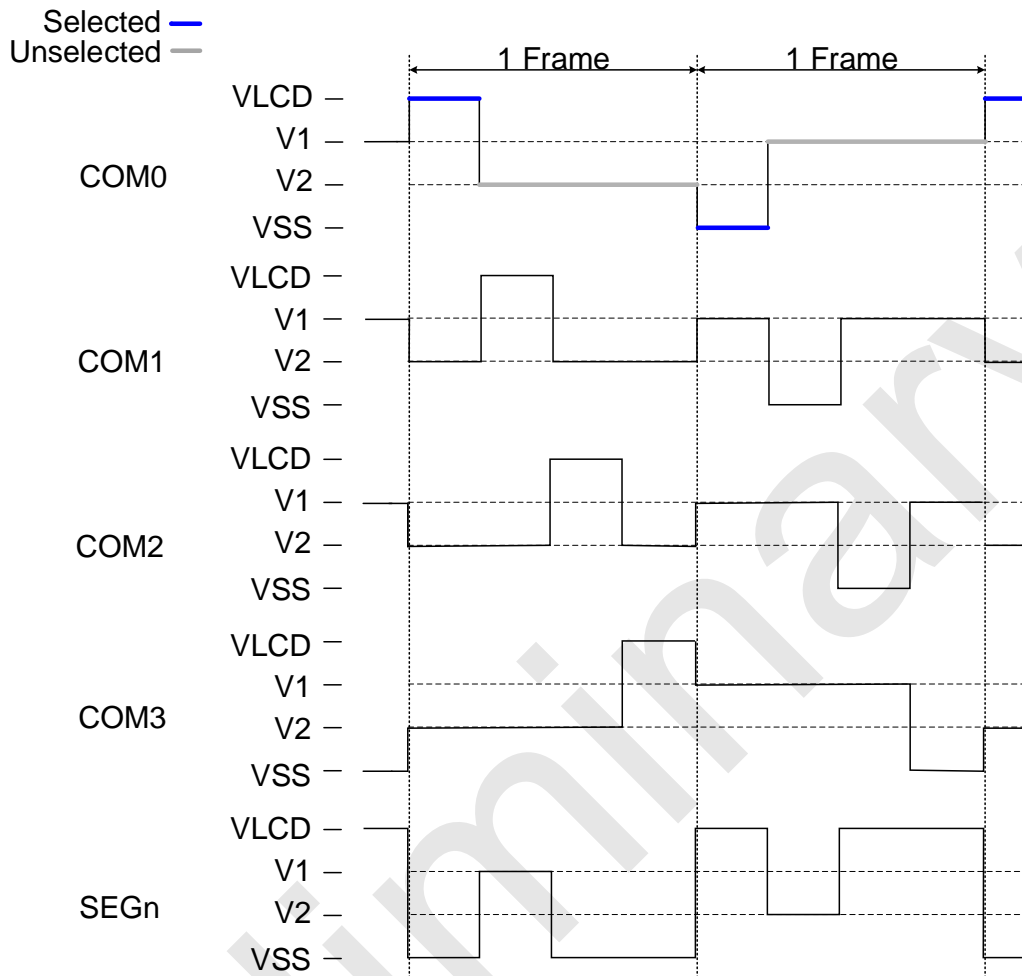 Selected
Unselected
1 Frame 1 Frame
VLCD
V1
COM0
V2
VSS
VLCD
V1
COM1
V2
VSS
VLCD
V1
COM2
V2
VSS
VLCD
V1
COM3
V2
VSS
VLCD
V1
SEGn
V2
VSS
liminary